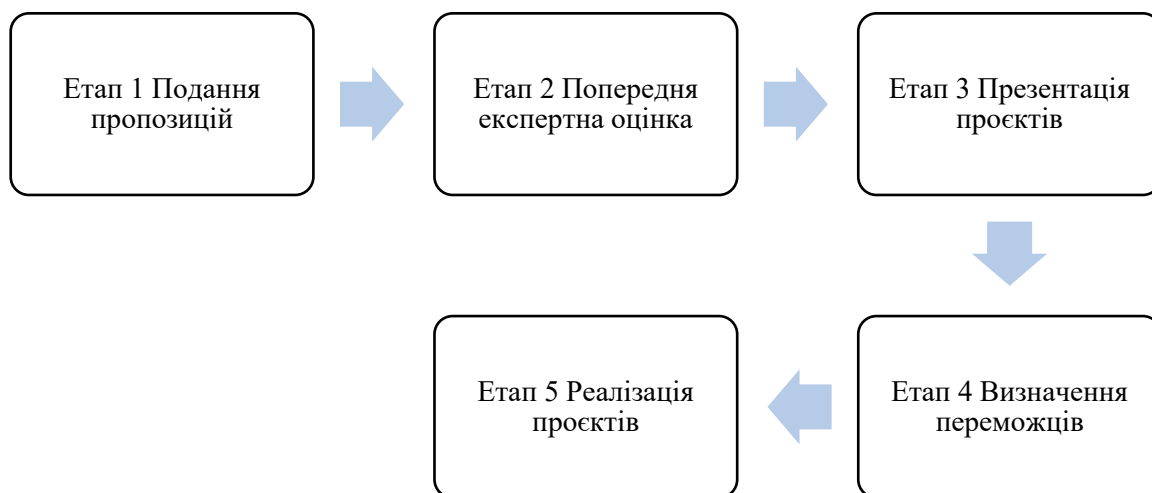 Етап 1 Подання
пропозицій
Етап 2 Попередня
експертна оцінка
Етап 3 Презентація
проєктів
Етап 4 Визначення
переможців
Етап 5 Реалізація
проєктів